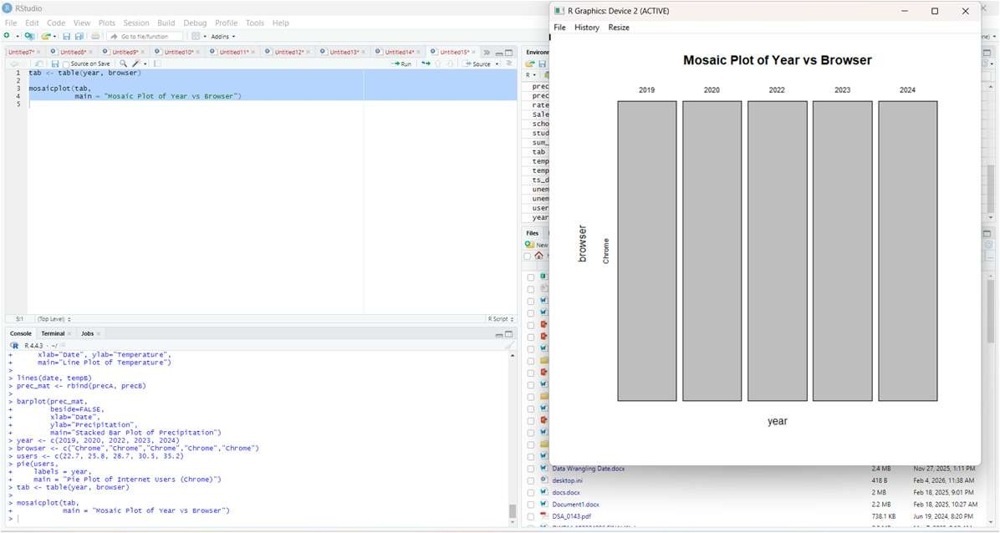 RStudio
File Edit Code View Plots Session Build Debug Profile Tools Help
Go to file/function Addins
Untitled7* Untitled8* Untitled9* Untitled10* Untitled11* Untitled12* Untitled13* Untitled14* Untitled15*
Source on Save Run Source
1 tab <- table(year, browser)
2
3 mosaicplot(tab,
4 main = "Mosaic Plot of Year vs Browser")
5
5:1 (Top Level) R Script
Console Terminal Jobs
R 4.4.3 · ~/
+ xlab="Date", ylab="Temperature",
+ main="Line Plot of Temperature")
>
> lines(date, tempB)
> prec_mat <- rbind(precA, precB)
>
> barplot(prec_mat,
+ beside=FALSE,
+ xlab="Date",
+ ylab="Precipitation",
+ main="Stacked Bar Plot of Precipitation")
> year <- c(2019, 2020, 2022, 2023, 2024)
> browser <- c("Chrome","Chrome","Chrome","Chrome","Chrome")
> users <- c(22.7, 25.8, 28.7, 30.5, 35.2)
> pie(users,
+ labels = year,
+ main = "Pie Plot of Internet Users (Chrome)")
> tab <- table(year, browser)
>
> mosaicplot(tab,
+ main = "Mosaic Plot of Year vs Browser")
>
Environ
R
prec
prec
rate
Sale
scho
stud
sum_
tab
temp
temp
ts_d
unem
unem
user
year
Files
New
R Graphics: Device 2 (ACTIVE)
File History Resize
Mosaic Plot of Year vs Browser
2019 2020 2022 2023 2024
browser
Chrome
year
Data Wrangling Date.docx 2.4 MB Nov 27, 2025, 1:11 PM
desktop.ini 418 B Feb 4, 2026, 11:38 AM
docs.docx 2 MB Feb 18, 2025, 9:01 PM
Document1.docx 2.2 MB Feb 18, 2025, 10:27 AM
DSA_0143.pdf 738.1 KB Jun 19, 2024, 8:20 PM